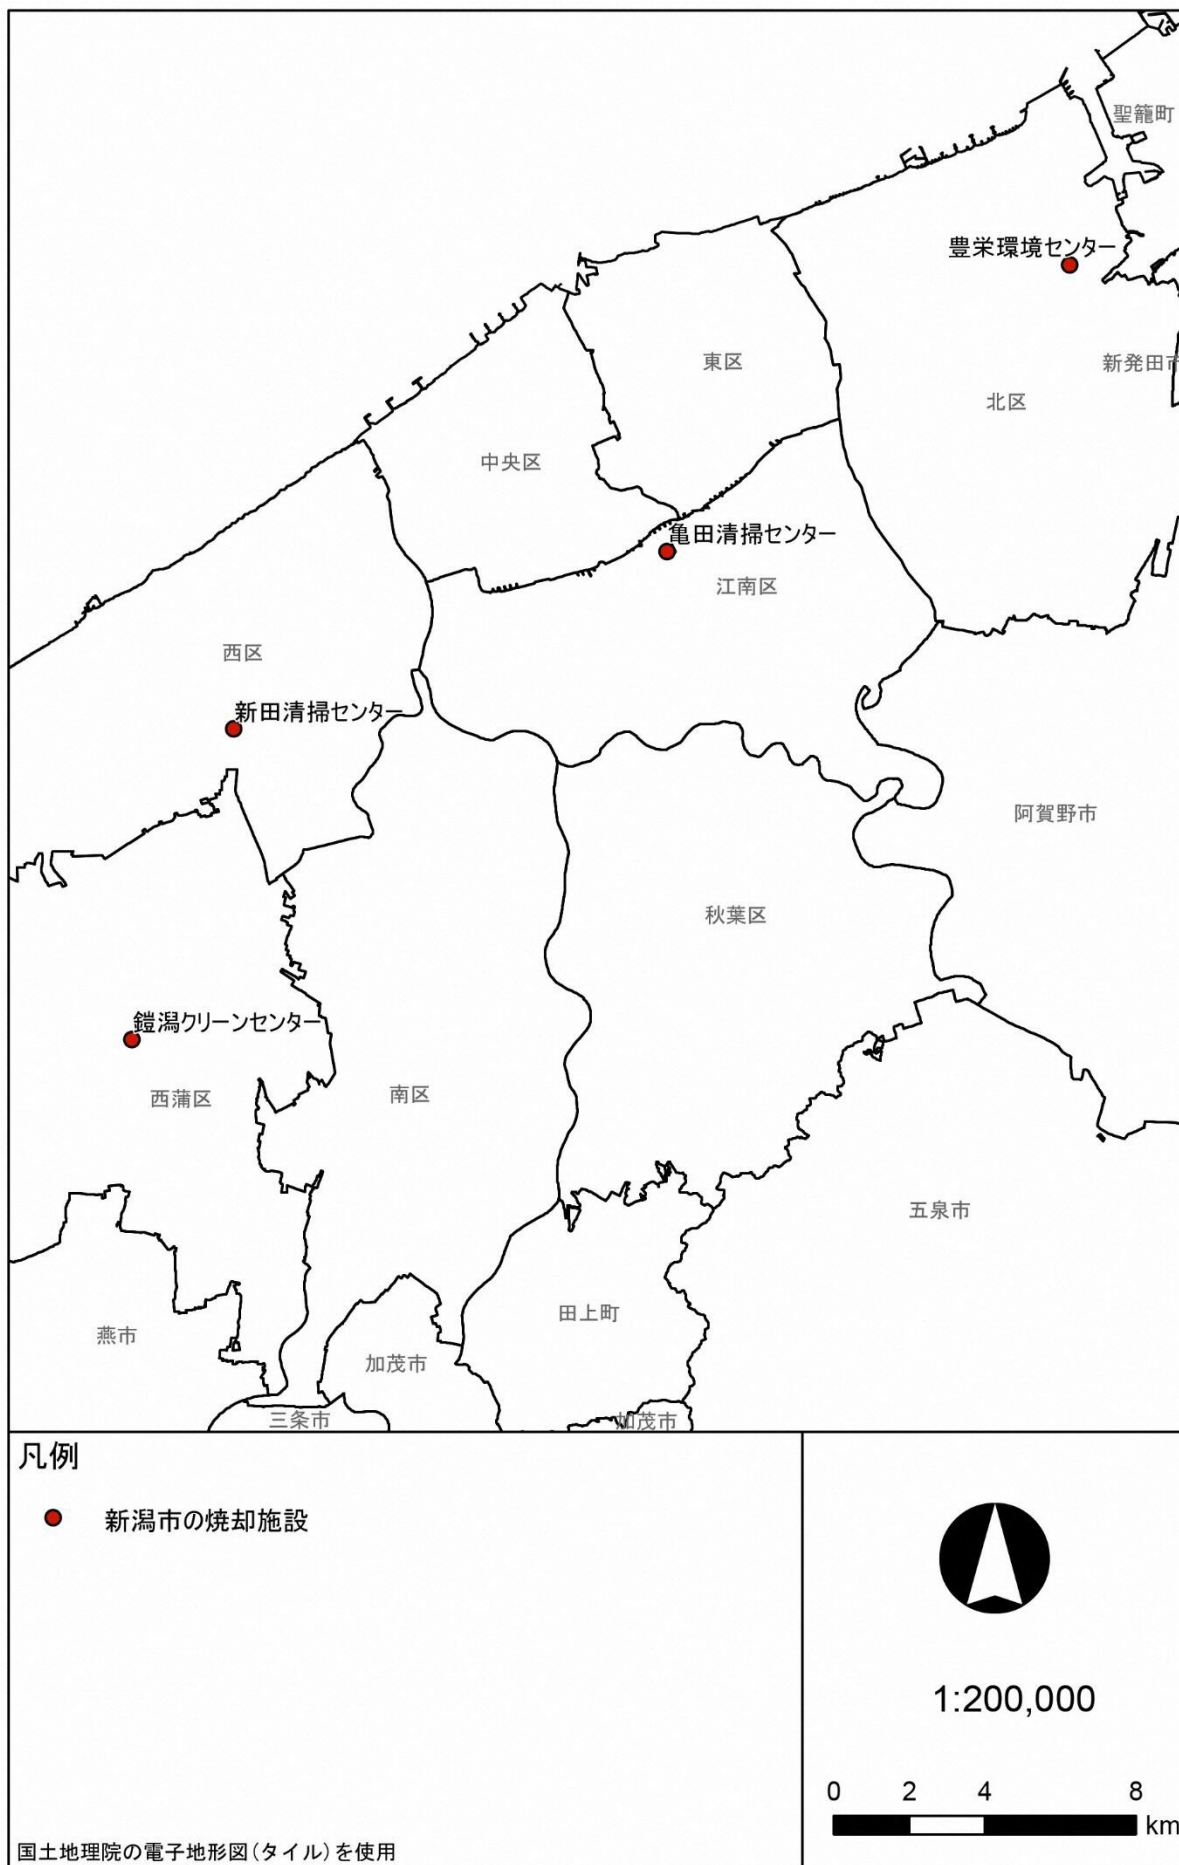 聖籠町
豊栄環境センター
東区
新発田市
北区
中央区
亀田清掃センター
江南区
西区
新田清掃センター
阿賀野市
秋葉区
鎧潟クリーンセンター
西蒲区
南区
五泉市
田上町
燕市
加茂市
三条市
加茂市
凡例
新潟市の焼却施設
1:200,000
0 2 4 8
km
国土地理院の電子地形図(タイル)を使用